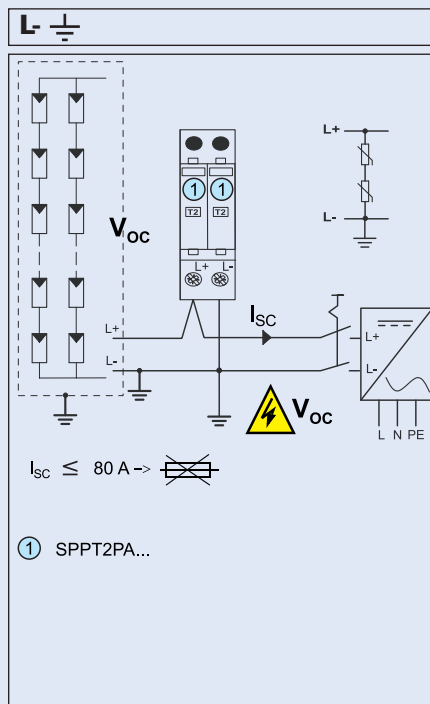 L-
L+
1 1
T2 T2
L-
VOC
L+ L-
ISC
L+
L+
L-
L-
VOC
L N PE
ISC ≤ 80 A ->
1 SPPT2PA...